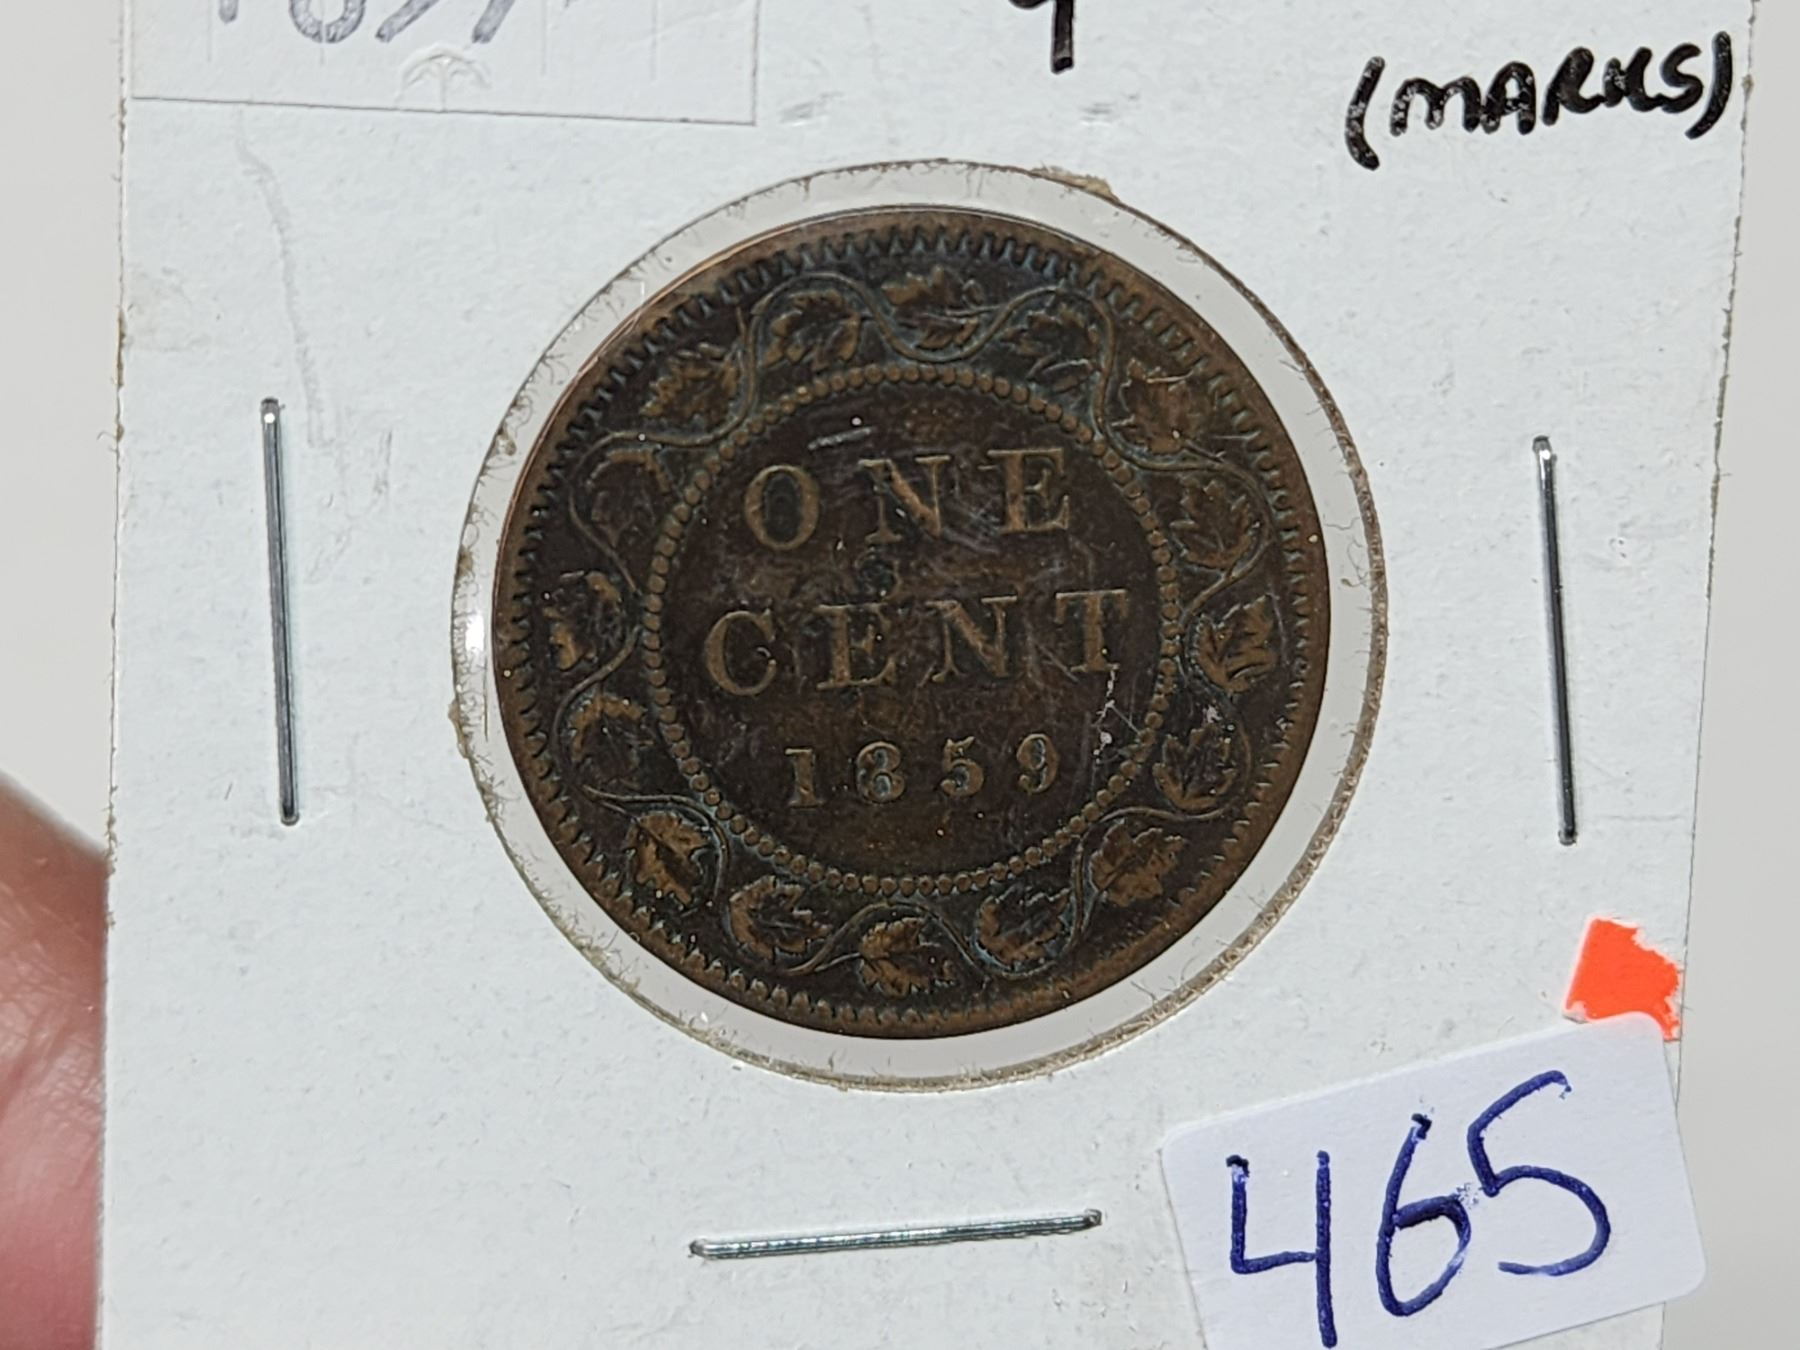 (MARKS)
ONE
CENT
1859
465